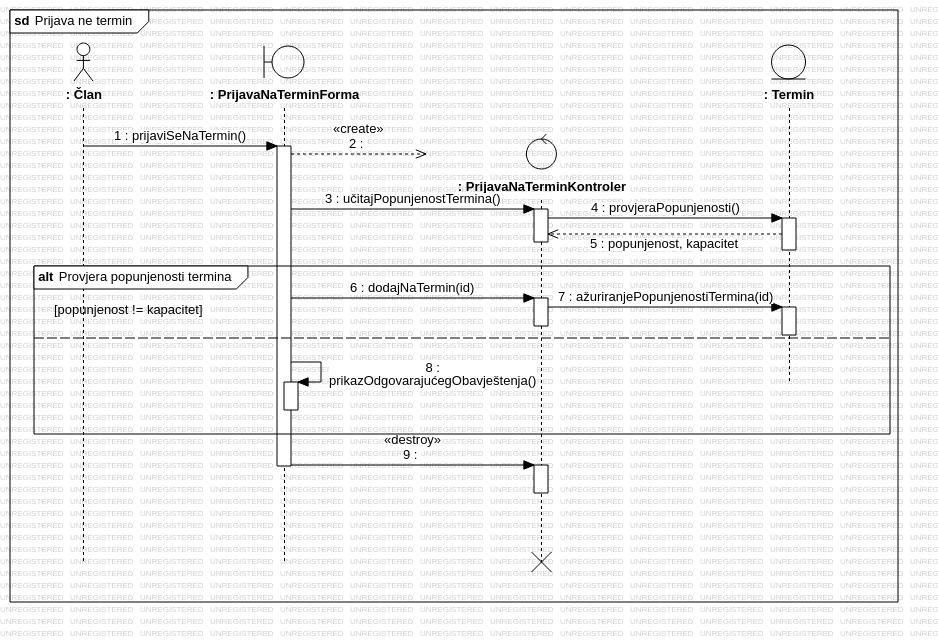 sd Prijava ne termin
: Član
: PrijavaNaTerminForma
: Termin
1 : prijaviSeNaTermin()
«create»
2 :
: PrijavaNaTerminKontroler
3 : učitajPopunjenostTermina()
4 : provjeraPopunjenosti()
5 : popunjenost, kapacitet
alt Provjera popunjenosti termina
6 : dodajNaTermin(id)
7 : ažuriranjePopunjenostiTermina(id)
[popunjenost != kapacitet]
8 :
prikazOdgovarajućegObavještenja()
«destroy»
9 :
UNREGISTERED